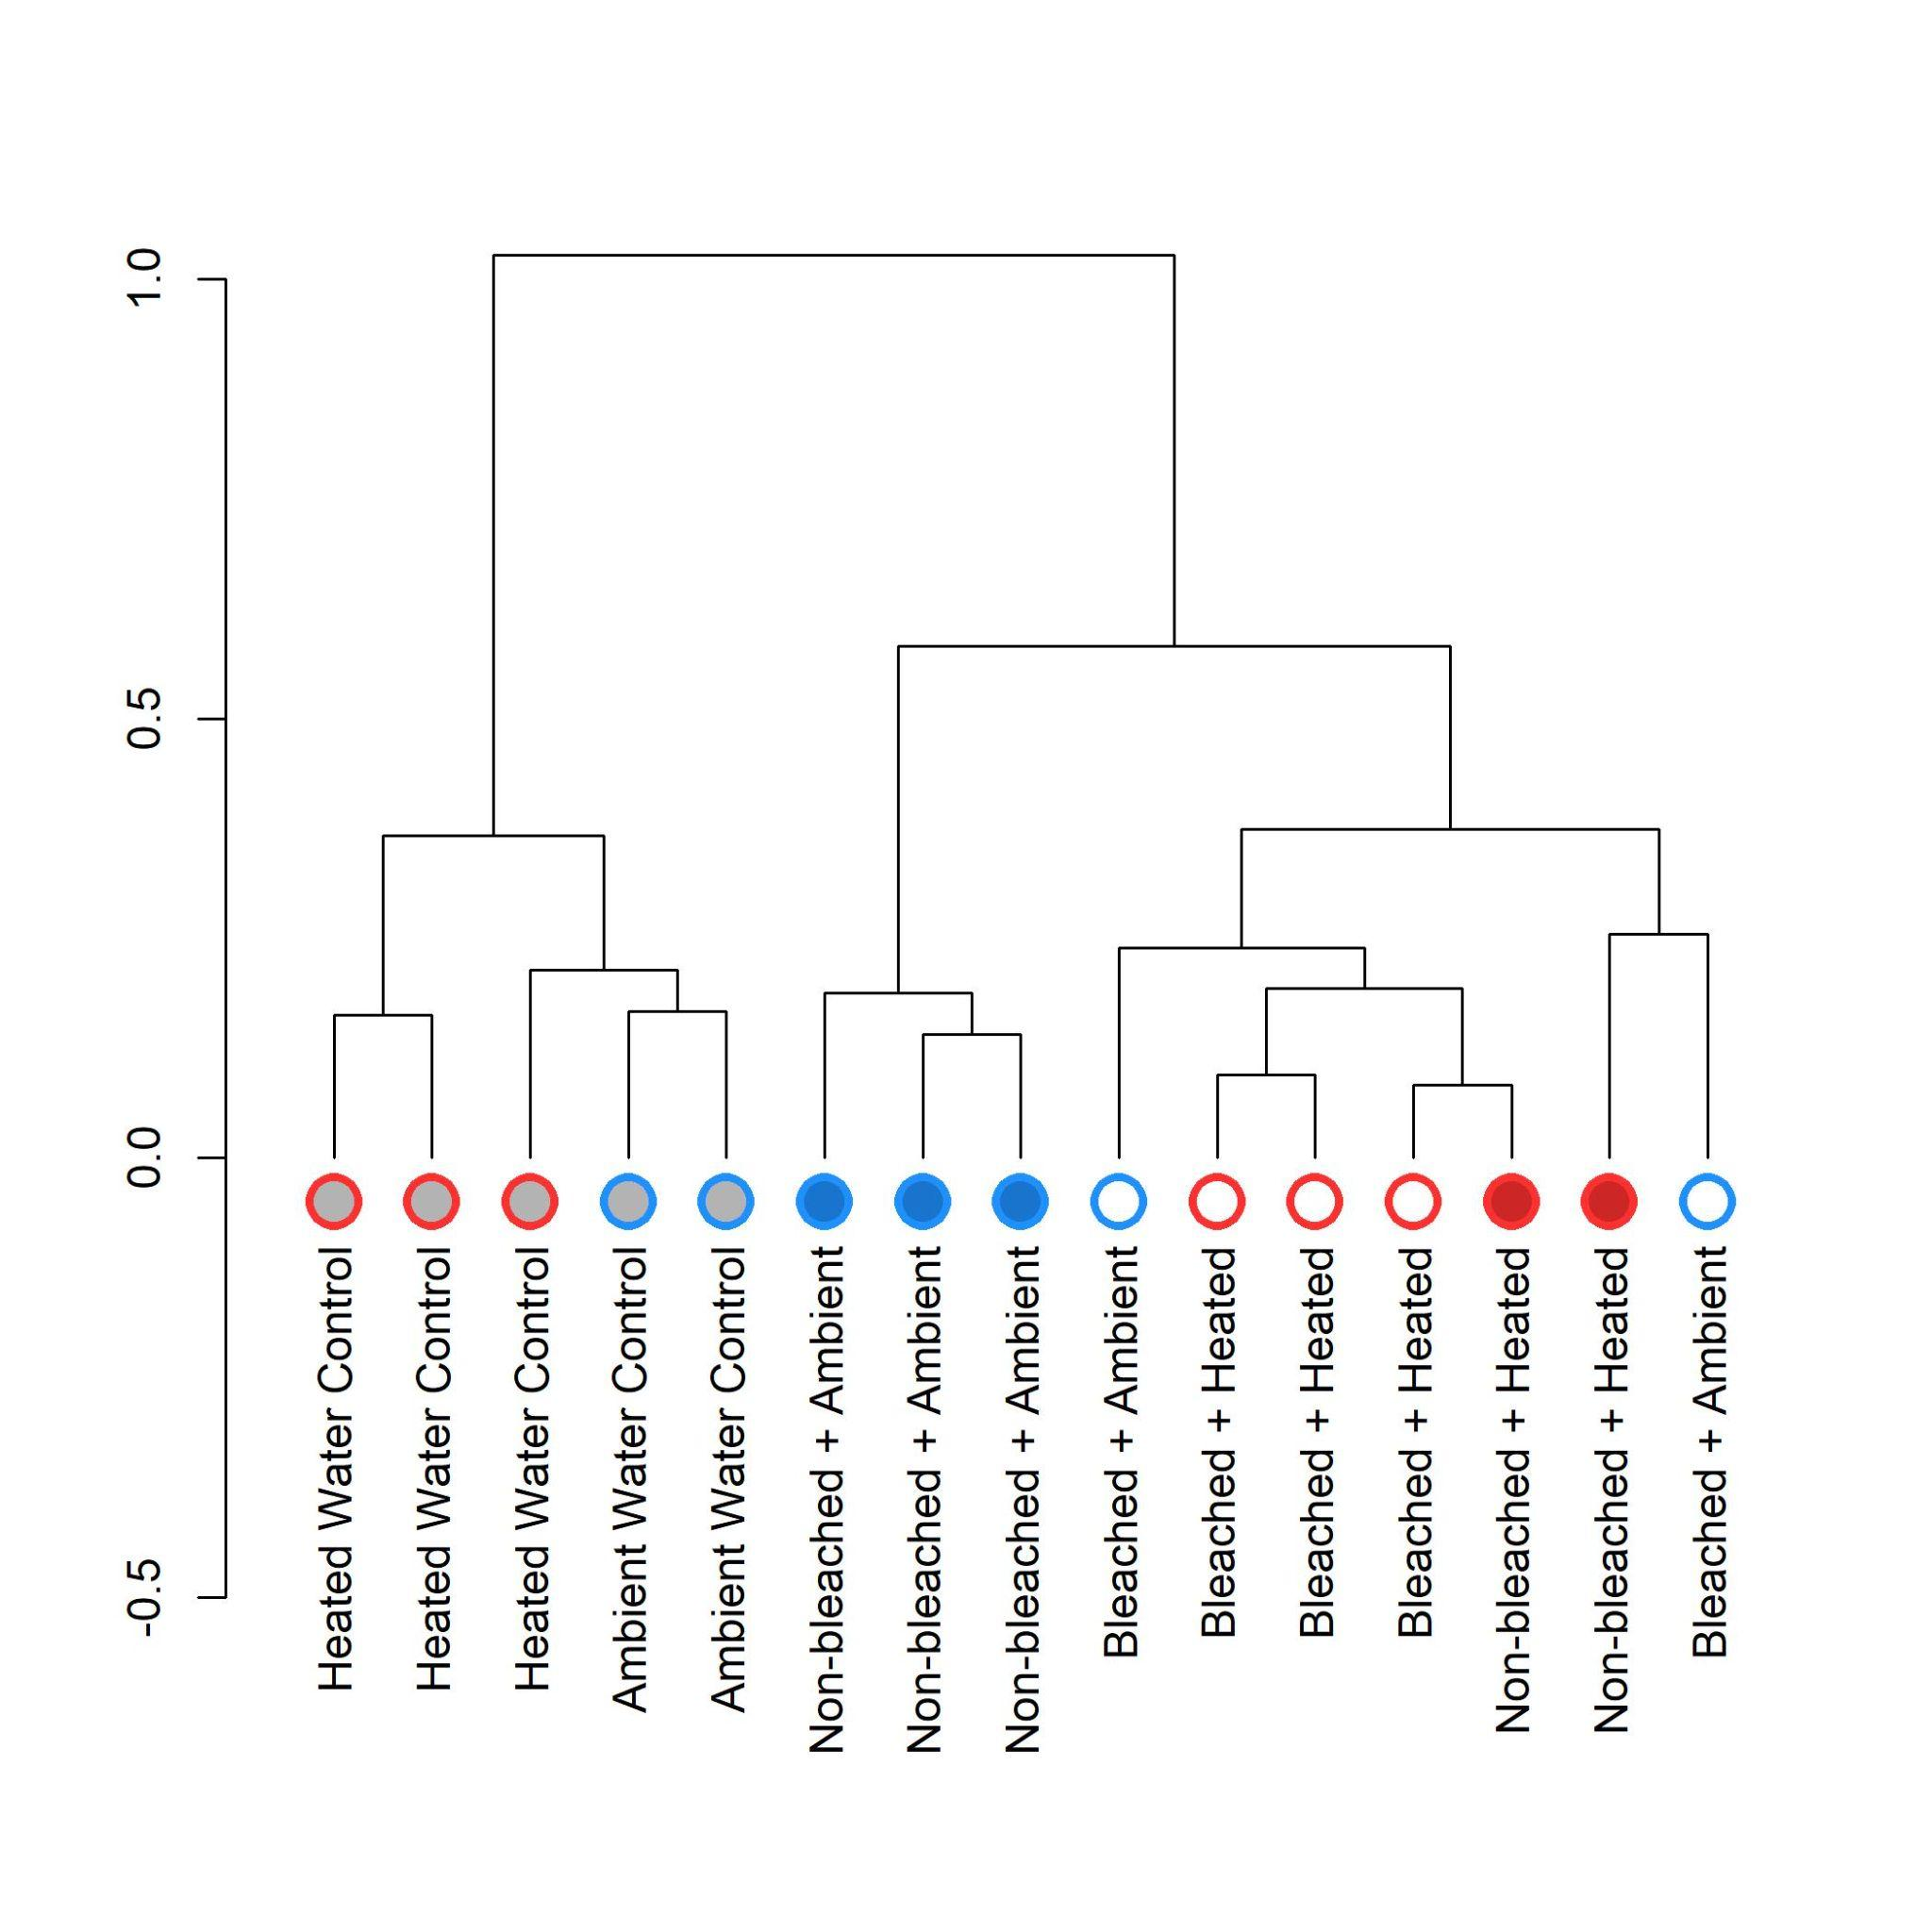 1.0
0.5
0.0
-0.5
Heated Water Control
Heated Water Control
Heated Water Control
Ambient Water Control
Ambient Water Control
Non-bleached + Ambient
Non-bleached + Ambient
Non-bleached + Ambient
Bleached + Ambient
Bleached + Heated
Bleached + Heated
Bleached + Heated
Non-bleached + Heated
Non-bleached + Heated
Bleached + Ambient